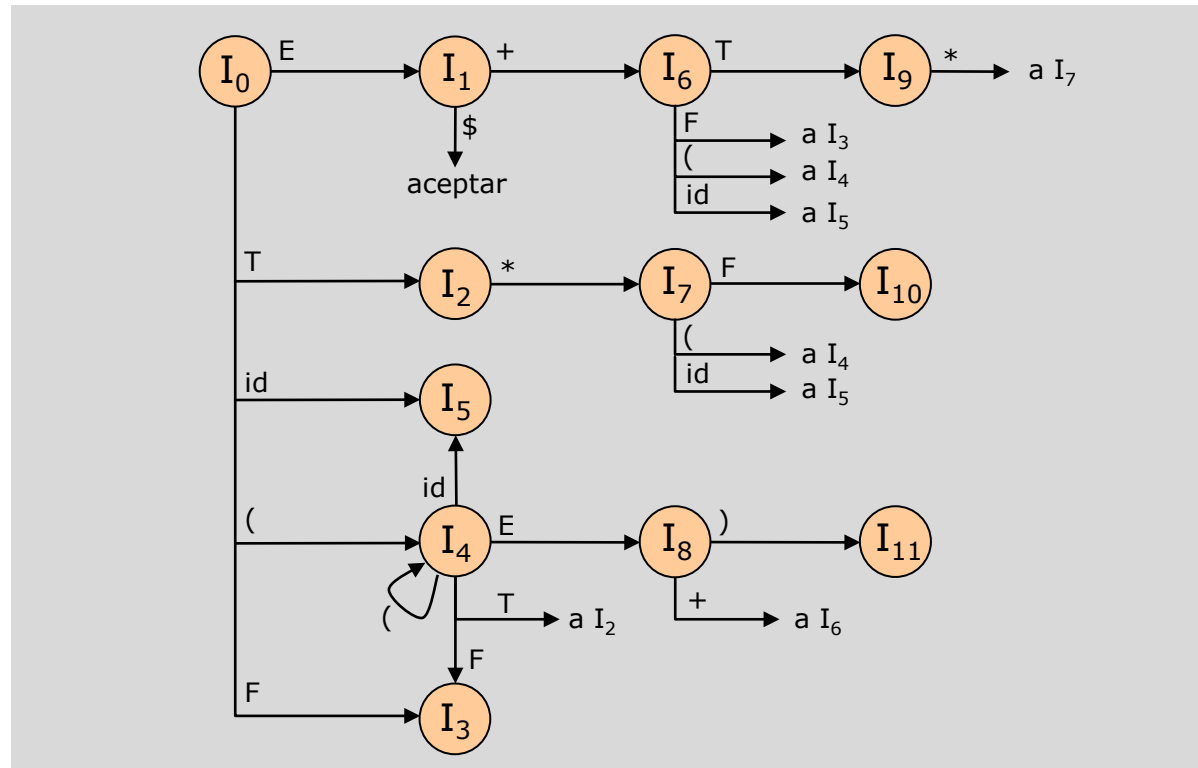 I0 E I1 + I6 T I9 * a I7
$ F a I3
aceptar ( a I4
id a I5
T I2 * I7 F I10
( a I4
id I5 id a I5
id
( I4 E I8 ) I11
( T a I2 + a I6
F
F I3